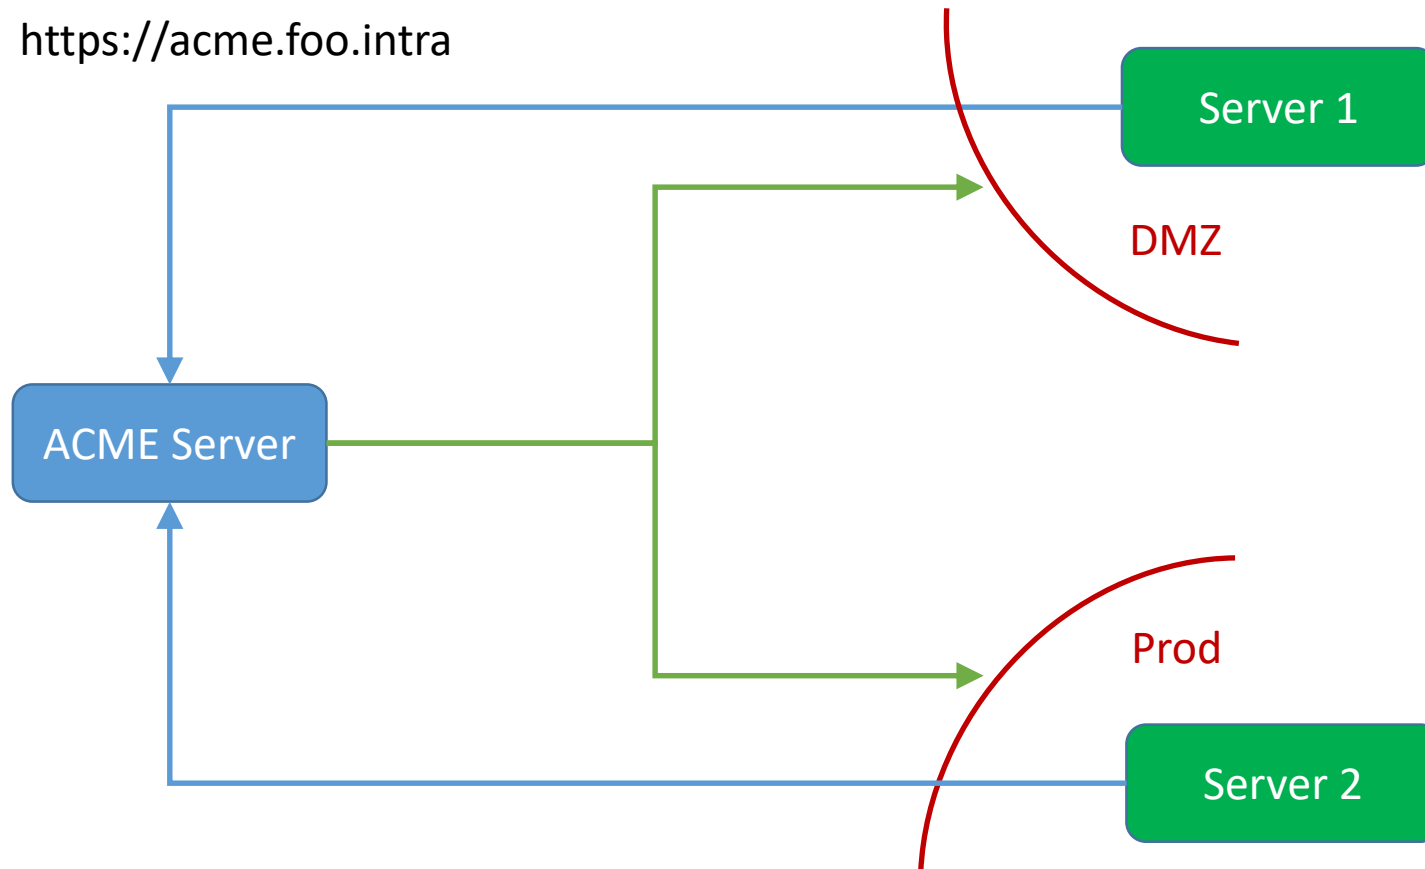 https://acme.foo.intra
Server 1
DMZ
ACME Server
Prod
Server 2